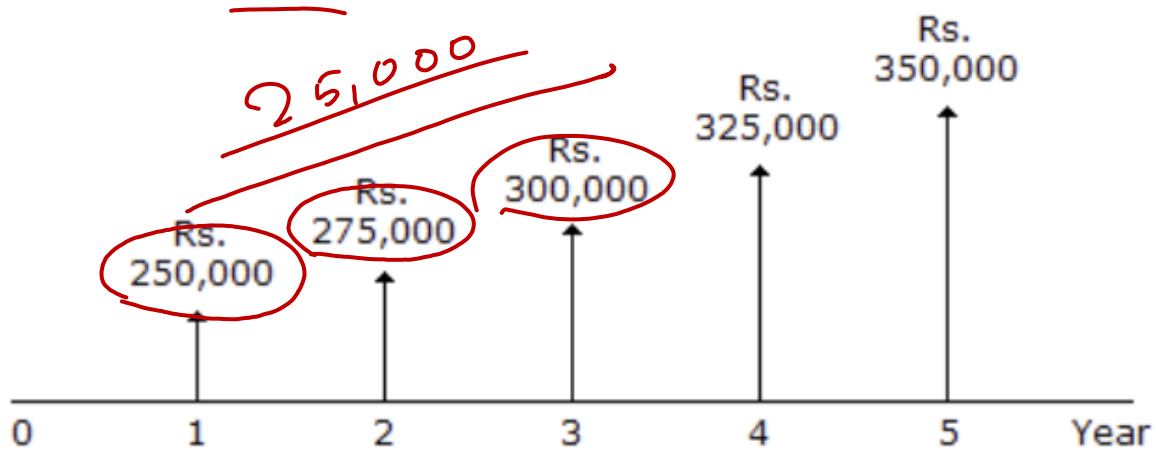 25,000
Rs.
350,000
Rs.
325,000
Rs.
300,000
Rs.
275,000
Rs.
250,000
0 1 2 3 4 5 Year